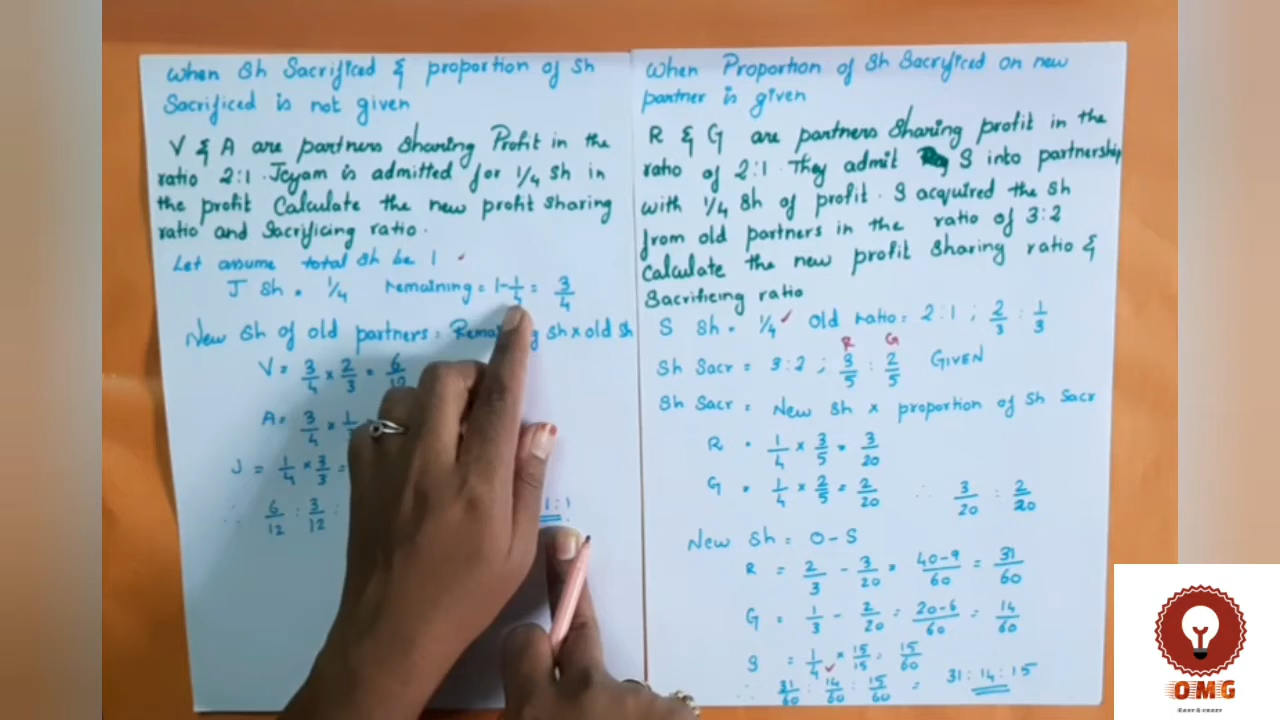 When Sh Sacrificed & proportion of Sh
Sacrificed is not given
V & A are partners Sharing Profit in the
ratio 2:1. Jeyam is admitted for 1/4 Sh in
the profit Calculate the new profit Sharing
ratio and Sacrificing ratio.
Let assume total Sh be 1
J Sh = 1/4 remaining = 1 - 1/4 = 3/4
New Sh of old partners = Sh x old Sh
V = 3/4 x 2/3 = 6/12
A = 3/4 x
J = 1/4 x 3/3 =
∴ 6/12 : 3/12 : 1:1
When Proportion of Sh Sacrificed on new
partner is given
R & G are partners Sharing profit in the
ratio of 2:1. They admit S into partnership
with 1/4 Sh of profit. S acquired the Sh
from old partners in the ratio of 3:2
Calculate the new profit Sharing ratio &
Sacrificing ratio
S Sh = 1/4 Old ratio = 2:1 ; 2/3 : 1/3
R G
Sh Sacr = 3:2 ; 3/5 : 2/5 GIVEN
Sh Sacr = New Sh x proportion of Sh Sacr
R = 1/4 x 3/5 = 3/20
G = 1/4 x 2/5 = 2/20 ∴ 3/20 : 2/20
New Sh = O - S
R = 2/3 - 3/20 = 40-9/60 = 31/60
G = 1/3 - 2/20 = 20-6/60 = 14/60
S = 1/4 x 15/15 = 15/60
∴ 31/60 : 14/60 : 15/60 = 31:14:15
OMG